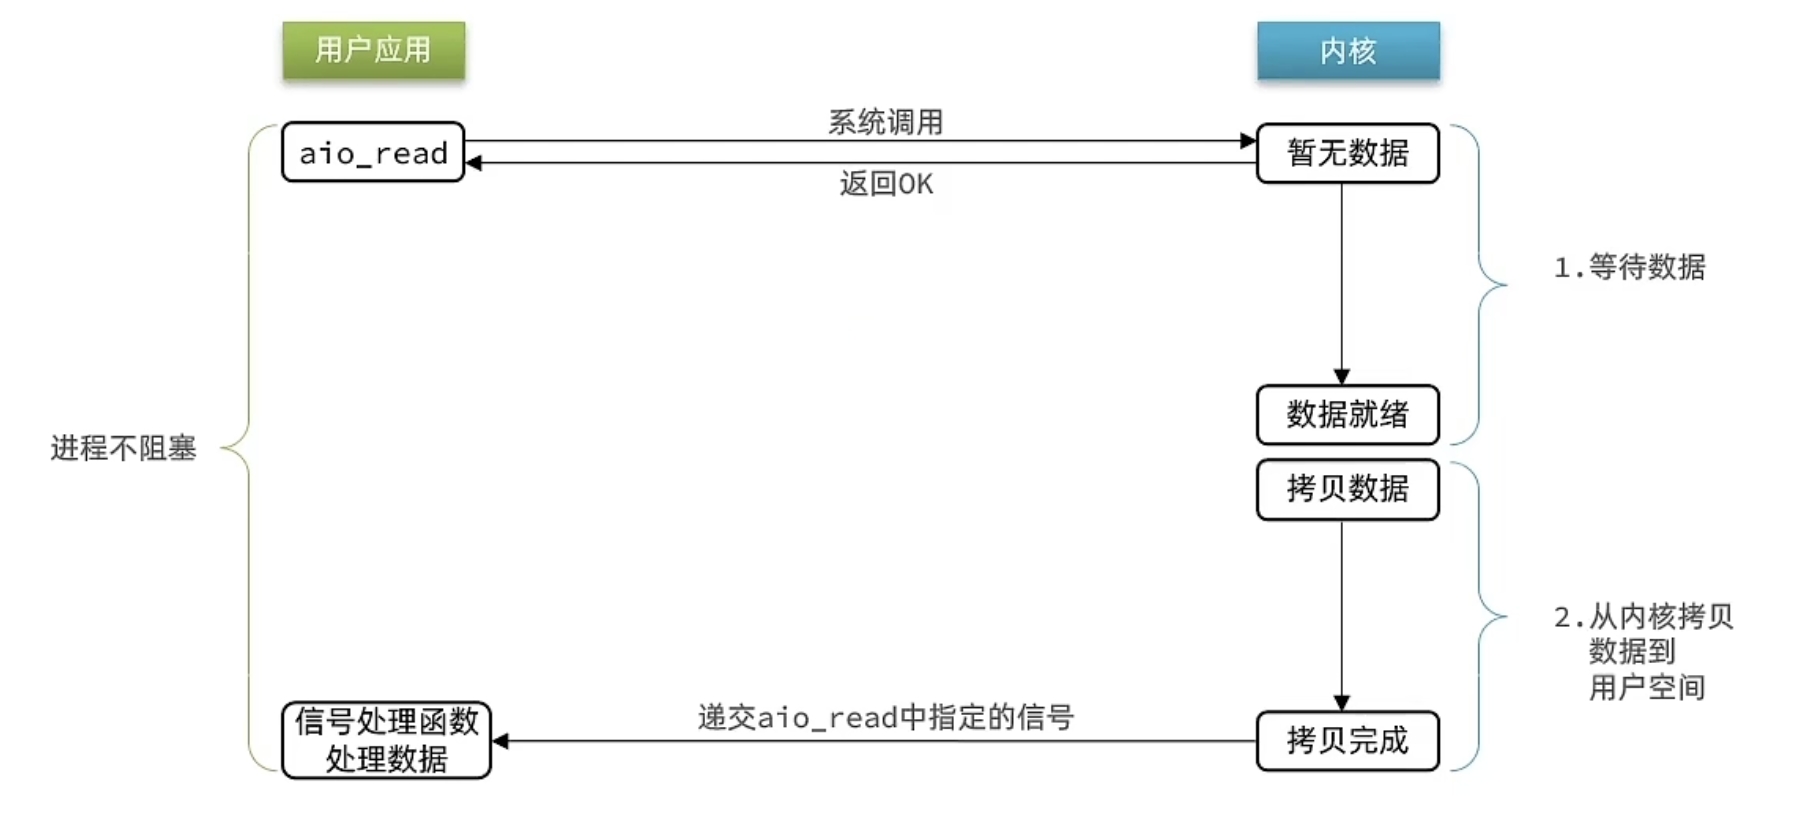 用户应用
内核
系统调用
aio_read
暂无数据
返回OK
1.等待数据
数据就绪
进程不阻塞
拷贝数据
2.从内核拷贝
数据到
用户空间
信号处理函数
处理数据
递交aio_read中指定的信号
拷贝完成